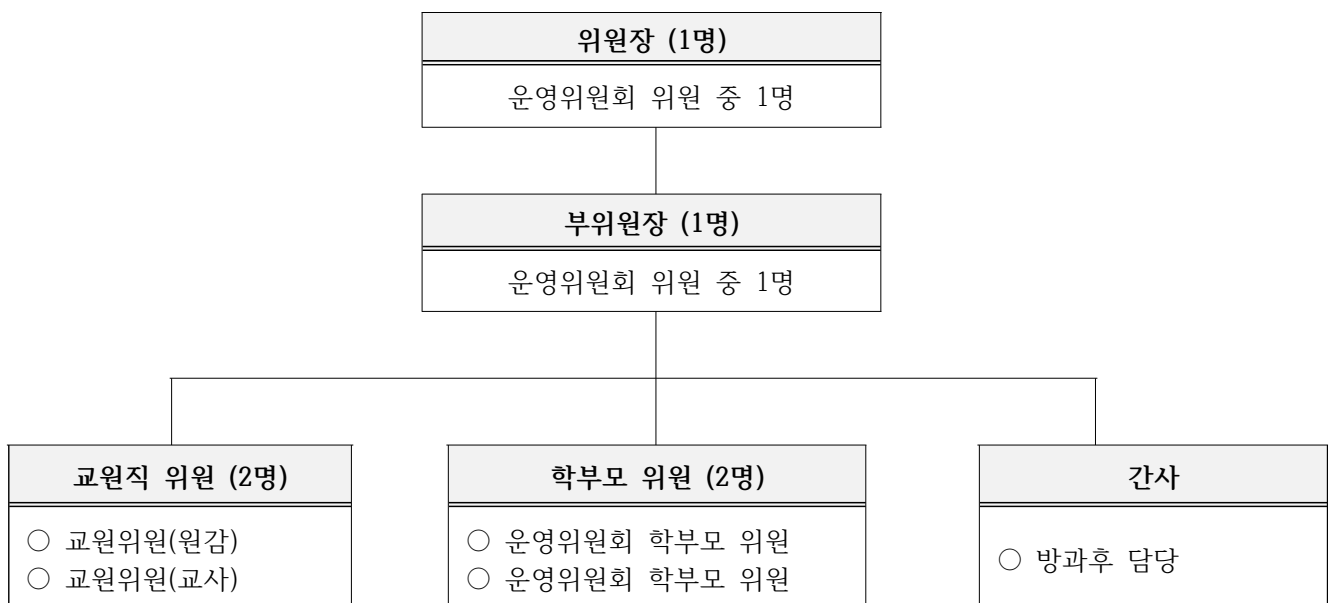 위원장 (1명)
운영위원회 위원 중 1명
부위원장 (1명)
운영위원회 위원 중 1명
교원직 위원 (2명)
○ 교원위원(원감)
○ 교원위원(교사)
학부모 위원 (2명)
○ 운영위원회 학부모 위원
○ 운영위원회 학부모 위원
간사
○ 방과후 담당